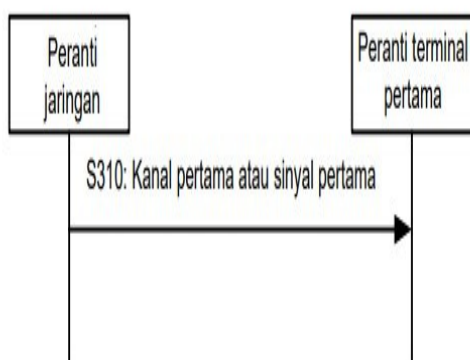 Peranti
jaringan
Peranti terminal
pertama
S310: Kanal pertama atau sinyal pertama